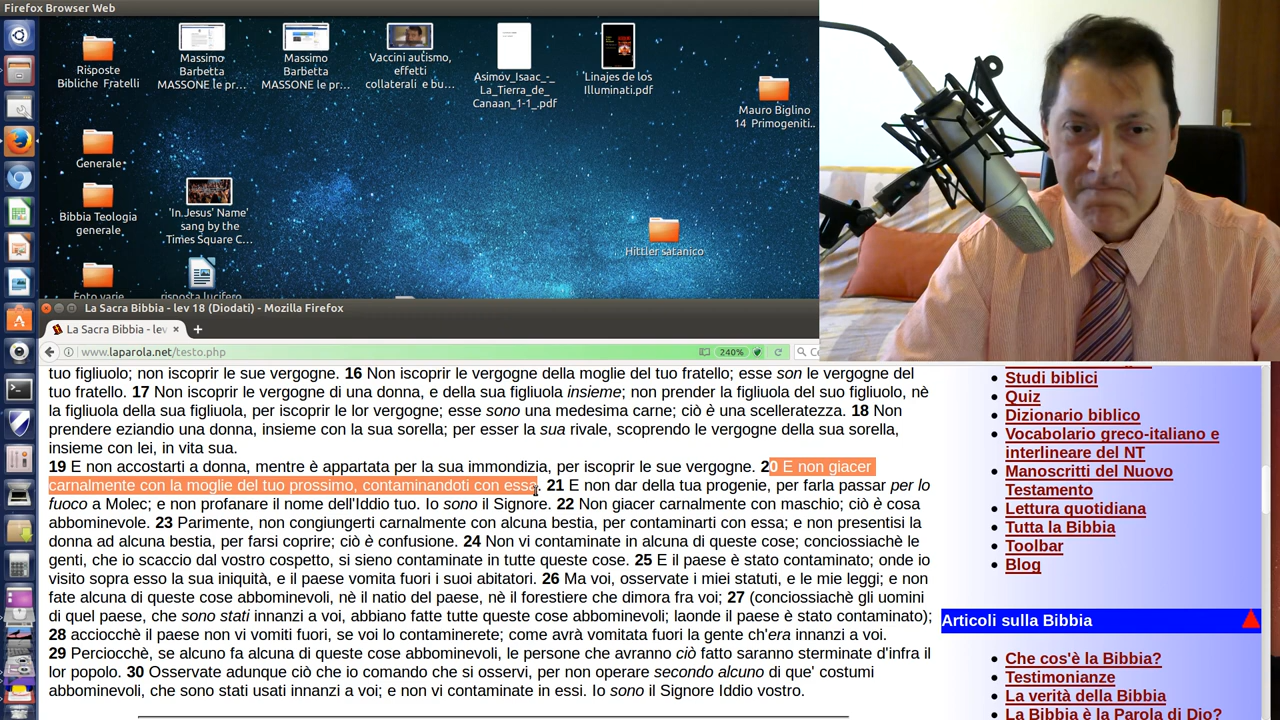 Firefox Browser Web
Risposte
Bibliche Fratelli
Massimo
Barbetta
MASSONE le pr…
Massimo
Barbetta
MASSONE le pr…
Vaccini autismo,
effetti
collaterali e bu…
Asimov_Isaac_-_
La_Tierra_de_
Canaan_1-1_.pdf
Linajes de los
Illuminati.pdf
Mauro Biglino
14 Primogeniti..
Generale
Bibbia Teologia
generale
'In Jesus' Name'
sang by the
Times Square C…
Hittler satanico
Foto varie
risposta lucifero
La Sacra Bibbia - lev 18 (Diodati) - Mozilla Firefox
La Sacra Bibbia - lev
www.laparola.net/testo.php
240%
tuo figliuolo; non iscoprir le sue vergogne. 16 Non iscoprir le vergogne della moglie del tuo fratello; esse son le vergogne del
tuo fratello. 17 Non iscoprir le vergogne di una donna, e della sua figliuola insieme; non prender la figliuola del suo figliuolo, nè
la figliuola della sua figliuola, per iscoprir le lor vergogne; esse sono una medesima carne; ciò è una scelleratezza. 18 Non
prendere eziandio una donna, insieme con la sua sorella; per esser la sua rivale, scoprendo le vergogne della sua sorella,
insieme con lei, in vita sua.
19 E non accostarti a donna, mentre è appartata per la sua immondizia, per iscoprir le sue vergogne. 20 E non giacer
carnalmente con la moglie del tuo prossimo, contaminandoti con essa. 21 E non dar della tua progenie, per farla passar per lo
fuoco a Molec; e non profanare il nome dell'Iddio tuo. Io sono il Signore. 22 Non giacer carnalmente con maschio; ciò è cosa
abbominevole. 23 Parimente, non congiungerti carnalmente con alcuna bestia, per contaminarti con essa; e non presentisi la
donna ad alcuna bestia, per farsi coprire; ciò è confusione. 24 Non vi contaminate in alcuna di queste cose; conciossiachè le
genti, che io scaccio dal vostro cospetto, si sieno contaminate in tutte queste cose. 25 E il paese è stato contaminato; onde io
visito sopra esso la sua iniquità, e il paese vomita fuori i suoi abitatori. 26 Ma voi, osservate i miei statuti, e le mie leggi; e non
fate alcuna di queste cose abbominevoli, nè il natio del paese, nè il forestiere che dimora fra voi; 27 (conciossiachè gli uomini
di quel paese, che sono stati innanzi a voi, abbiano fatte tutte queste cose abbominevoli; laonde il paese è stato contaminato);
28 acciocchè il paese non vi vomiti fuori, se voi lo contaminerete; come avrà vomitata fuori la gente ch'era innanzi a voi.
29 Perciocchè, se alcuno fa alcuna di queste cose abbominevoli, le persone che avranno ciò fatto saranno sterminate d'infra il
lor popolo. 30 Osservate adunque ciò che io comando che si osservi, per non operare secondo alcuno di que' costumi
abbominevoli, che sono stati usati innanzi a voi; e non vi contaminate in essi. Io sono il Signore Iddio vostro.
Studi biblici
Quiz
Dizionario biblico
Vocabolario greco-italiano e
interlineare del NT
Manoscritti del Nuovo
Testamento
Lettura quotidiana
Tutta la Bibbia
Toolbar
Blog
Articoli sulla Bibbia
Che cos'è la Bibbia?
Testimonianze
La verità della Bibbia
La Bibbia è la Parola di Dio?